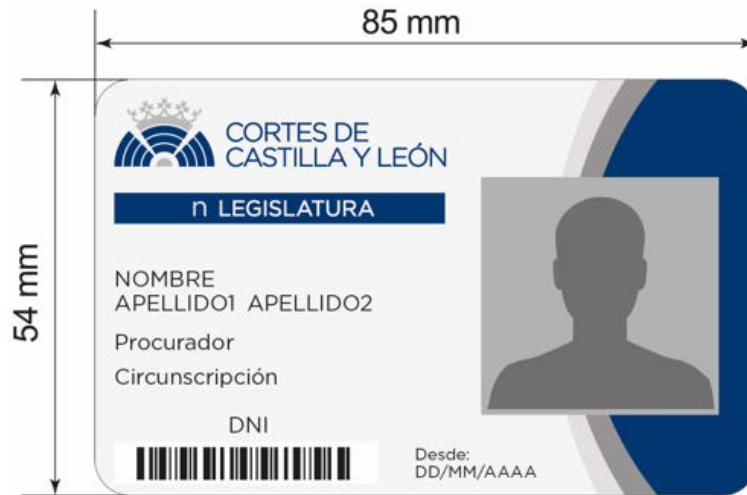 85 mm
54 mm
CORTES DE
CASTILLA Y LEÓN
n LEGISLATURA
NOMBRE
APELLIDO1 APELLIDO2
Procurador
Circunscripción
DNI
Desde:
DD/MM/AAAA